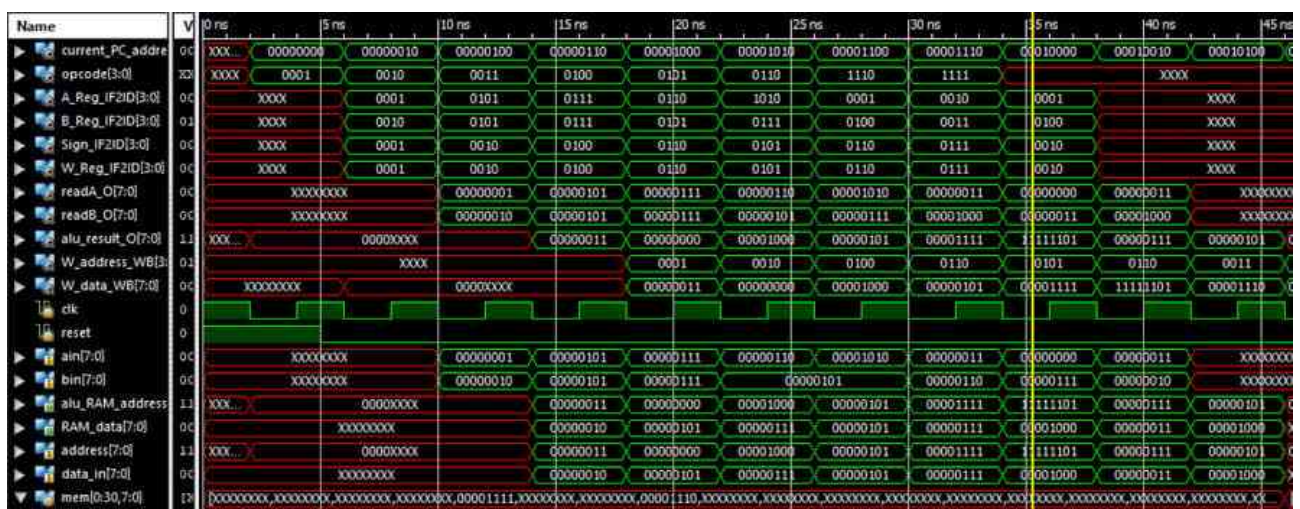 Name V 0 ns 5 ns 10 ns 15 ns 20 ns 25 ns 30 ns 35 ns 40 ns 45 ns
current_PC_addre XXX... 00000000 00000010 00000100 00000110 00001000 00001010 00001100 00001110 00010000 00010010 00010100
opcode[3:0] XXXX 0001 0010 0011 0100 0101 0110 1110 1111 XXXX
A_Reg_IF2ID[3:0] XXXX 0001 0101 0111 0110 1010 0001 0010 0001 XXXX
B_Reg_IF2ID[3:0] XXXX 0010 0101 0111 0101 0111 0100 0011 0100 XXXX
Sign_IF2ID[3:0] XXXX 0001 0010 0100 0110 0101 0110 0111 0010 XXXX
W_Reg_IF2ID[3:0] XXXX 0001 0010 0100 0110 0101 0110 0111 0010 XXXX
readA_O[7:0] XXXXXXXX 00000001 00000101 00000111 00000110 00001010 00000011 00000000 00000011 XXXXXXXX
readB_O[7:0] XXXXXXXX 00000010 00000101 00000111 00000101 00000111 00001000 00000011 00001000 XXXXXXXX
alu_result_O[7:0] XXX... 0000XXXX 00000011 00000000 00001000 00000101 00001111 11111101 00000111 00000101
W_address_WB[3: XXXX 0001 0010 0100 0110 0101 0110 0011
W_data_WB[7:0] XXXXXXXX 0000XXXX 00000011 00000000 00001000 00000101 00001111 11111101 00001110
clk 0
reset 0
ain[7:0] XXXXXXXX 00000001 00000101 00000111 00000110 00001010 00000011 00000000 00000011 XXXXXXXX
bin[7:0] XXXXXXXX 00000010 00000101 00000111 00000101 00000110 00000111 00000010 XXXXXXXX
alu_RAM_address XXX... 0000XXXX 00000011 00000000 00001000 00000101 00001111 11111101 00000111 00000101
RAM_data[7:0] XXXXXXXX 00000010 00000101 00000111 00000101 00000111 00001000 00000011 00001000
address[7:0] XXX... 0000XXXX 00000011 00000000 00001000 00000101 00001111 11111101 00000111 00000101
data_in[7:0] XXXXXXXX 00000010 00000101 00000111 00000101 00000111 00001000 00000011 00001000
mem[0:30,7:0]